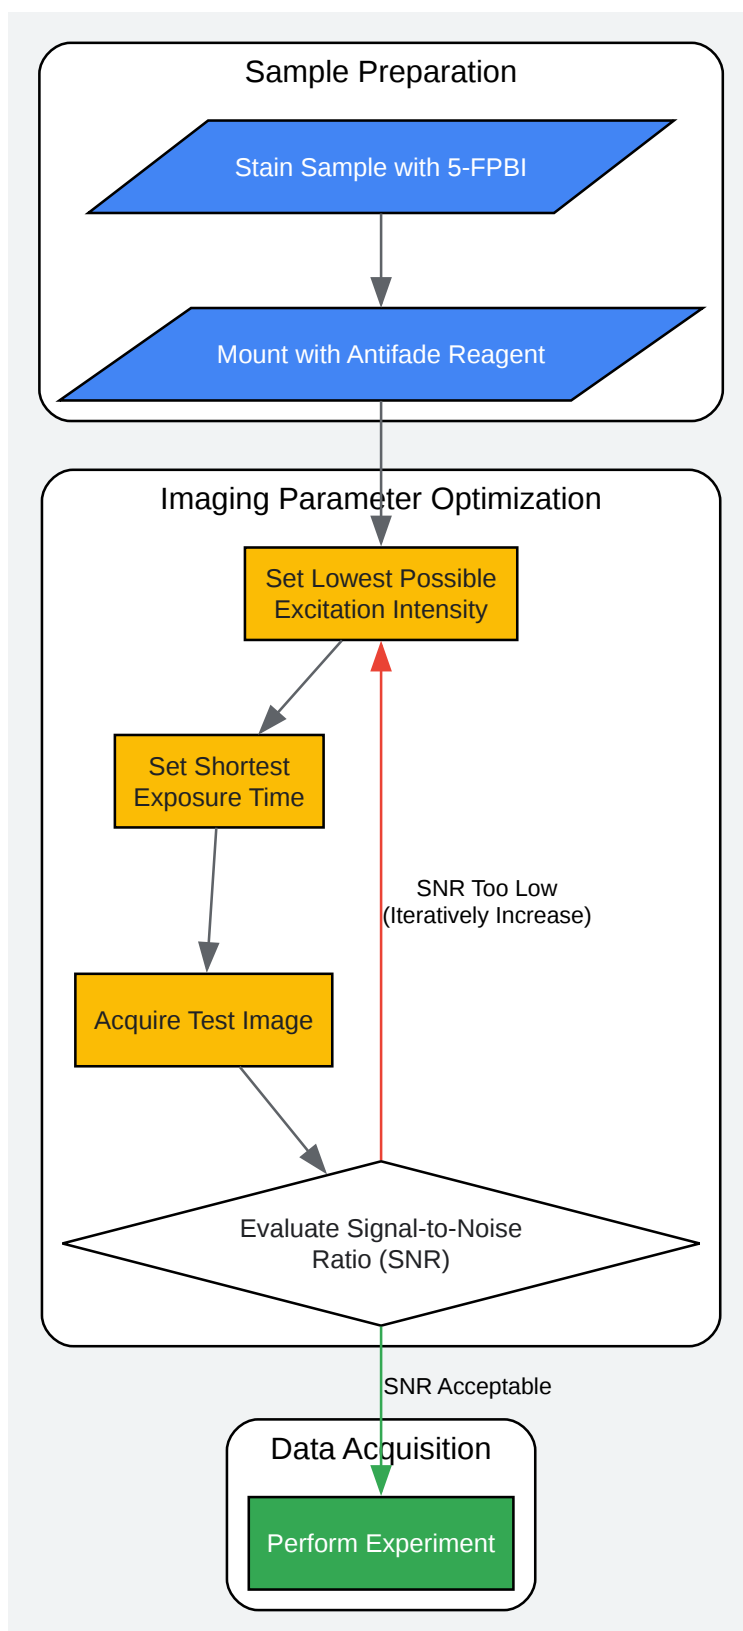 Sample Preparation
Stain Sample with 5-FPBI
Mount with Antifade Reagent
Imaging Parameter Optimization
Set Lowest Possible
Excitation Intensity
Set Shortest
Exposure Time
SNR Too Low
(Iteratively Increase)
Acquire Test Image
Evaluate Signal-to-Noise
Ratio (SNR)
SNR Acceptable
Data Acquisition
Perform Experiment